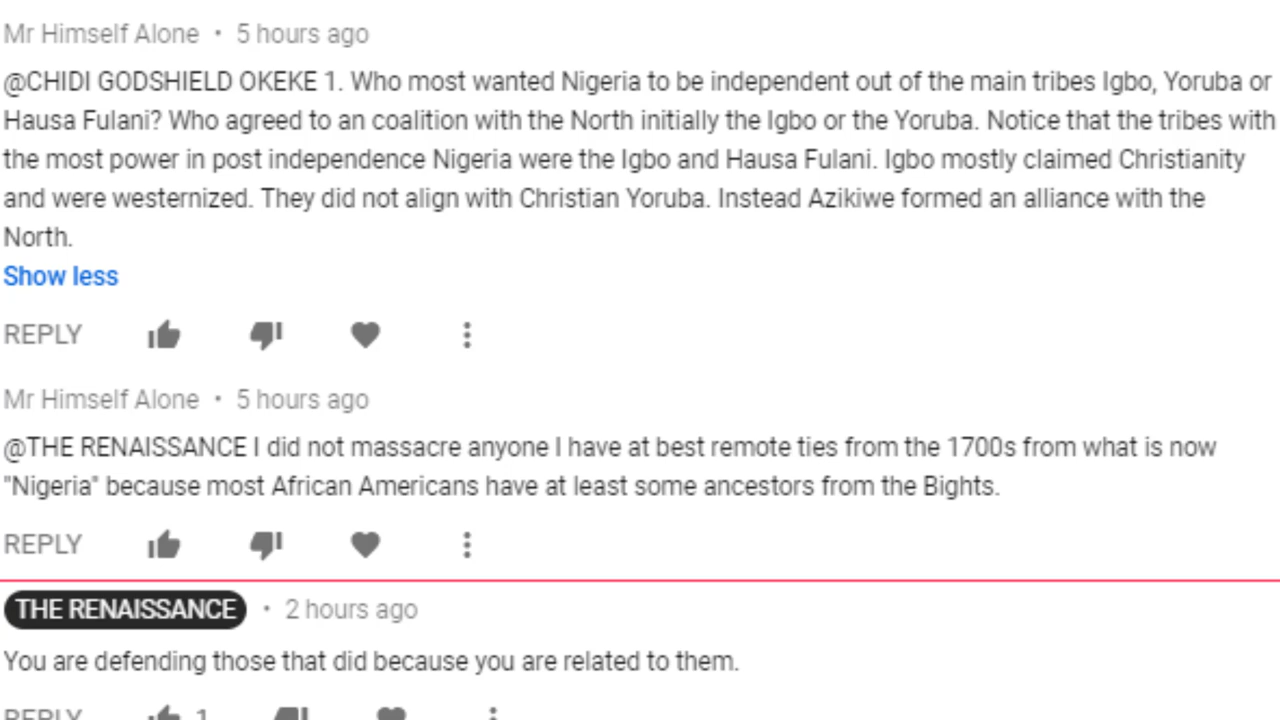 Mr Himself Alone • 5 hours ago
@CHIDI GODSHIELD OKEKE 1. Who most wanted Nigeria to be independent out of the main tribes Igbo, Yoruba or
Hausa Fulani? Who agreed to an coalition with the North initially the Igbo or the Yoruba. Notice that the tribes with
the most power in post independence Nigeria were the Igbo and Hausa Fulani. Igbo mostly claimed Christianity
and were westernized. They did not align with Christian Yoruba. Instead Azikiwe formed an alliance with the
North.
Show less
REPLY
Mr Himself Alone • 5 hours ago
@THE RENAISSANCE I did not massacre anyone I have at best remote ties from the 1700s from what is now
"Nigeria" because most African Americans have at least some ancestors from the Bights.
REPLY
THE RENAISSANCE • 2 hours ago
You are defending those that did because you are related to them.
REPLY 1